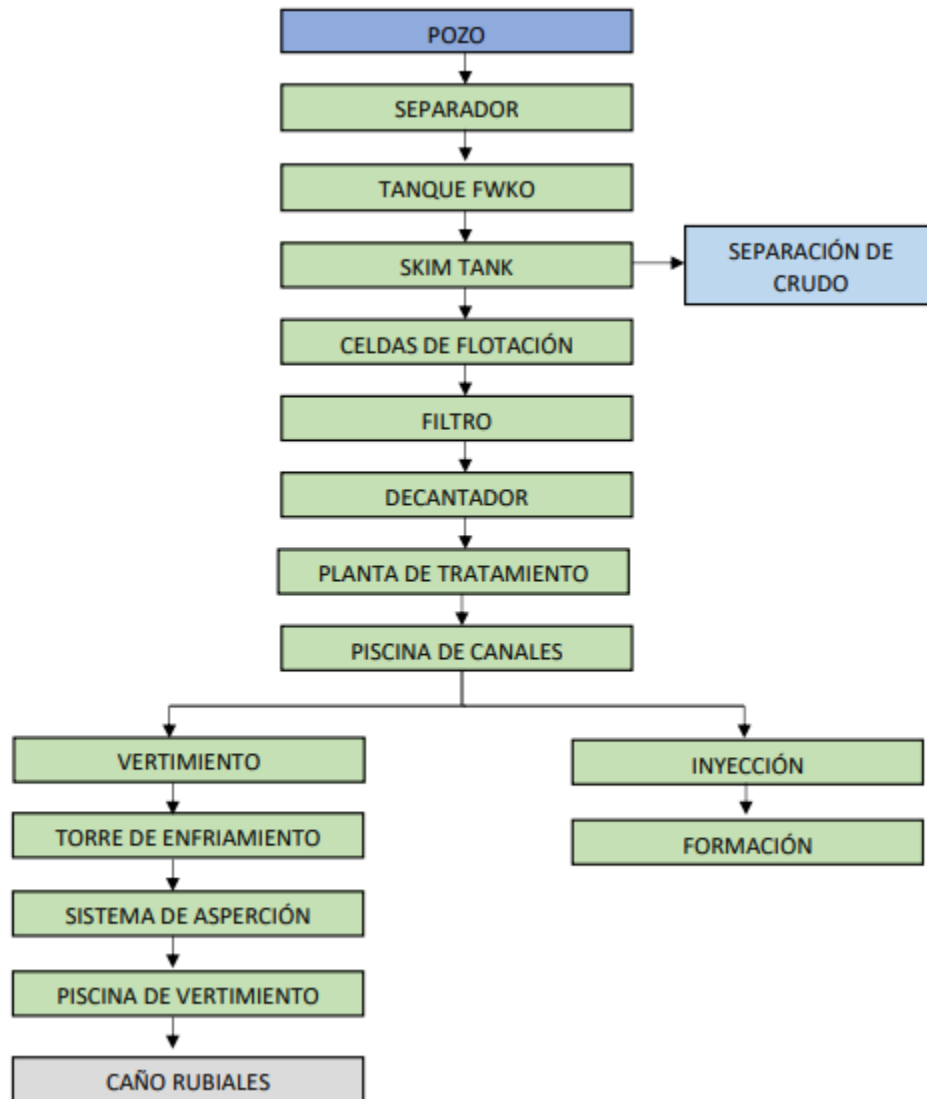 POZO
SEPARADOR
TANQUE FWKO
SKIM TANK
SEPARACIÓN DE
CRUDO
CELDAS DE FLOTACIÓN
FILTRO
DECANTADOR
PLANTA DE TRATAMIENTO
PISCINA DE CANALES
VERTIMIENTO
INYECCIÓN
TORRE DE ENFRIAMIENTO
FORMACIÓN
SISTEMA DE ASPERCIÓN
PISCINA DE VERTIMIENTO
CAÑO RUBIALES